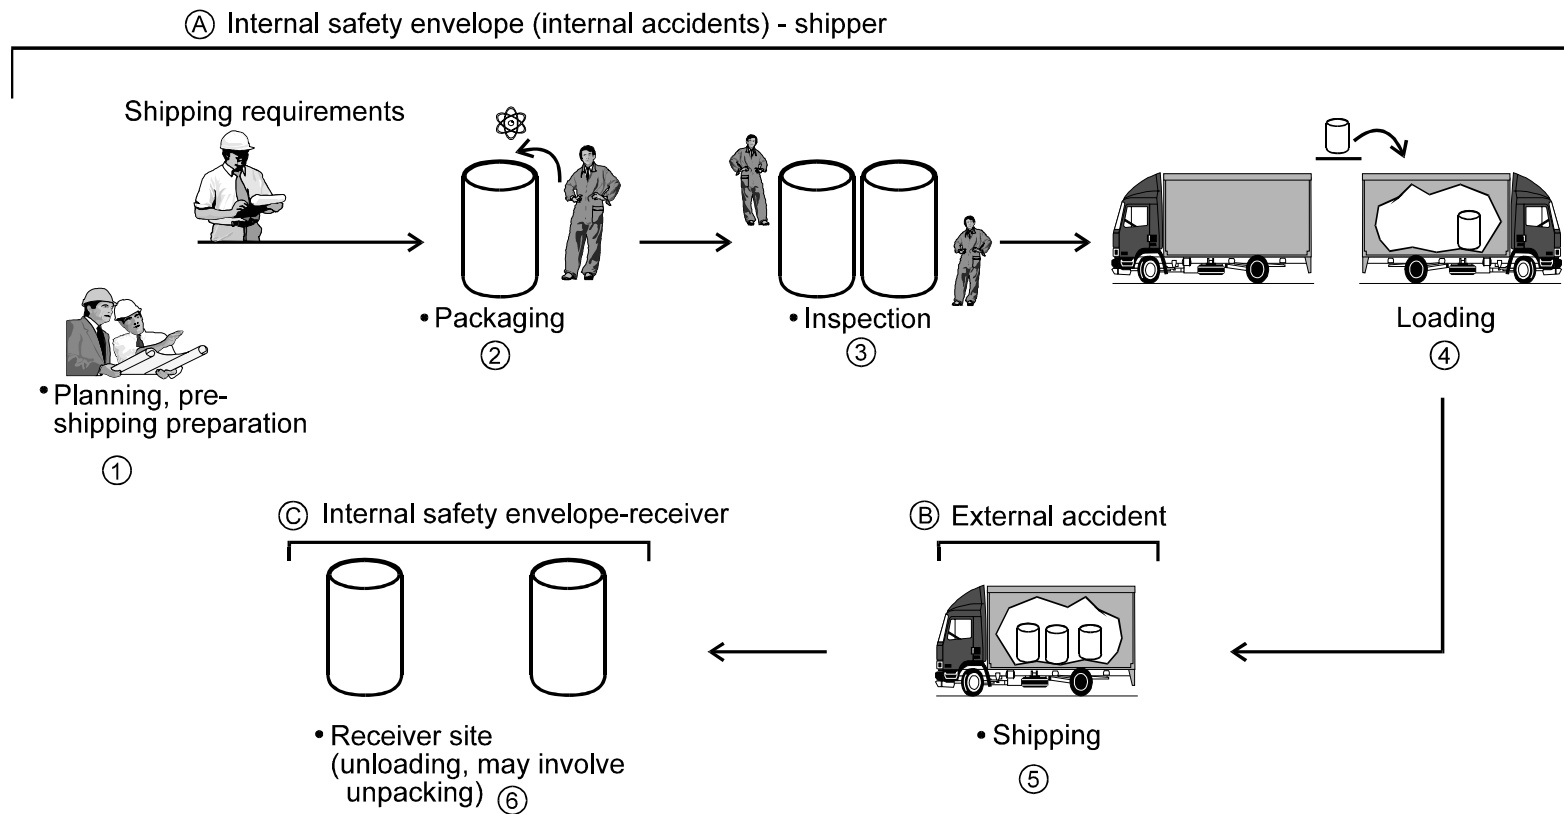 Ⓐ Internal safety envelope (internal accidents) - shipper
Shipping requirements
• Packaging
②
• Inspection
③
Loading
④
• Planning, pre-
shipping preparation
①
Ⓒ Internal safety envelope-receiver
Ⓑ External accident
• Receiver site
(unloading, may involve
unpacking) ⑥
• Shipping
⑤